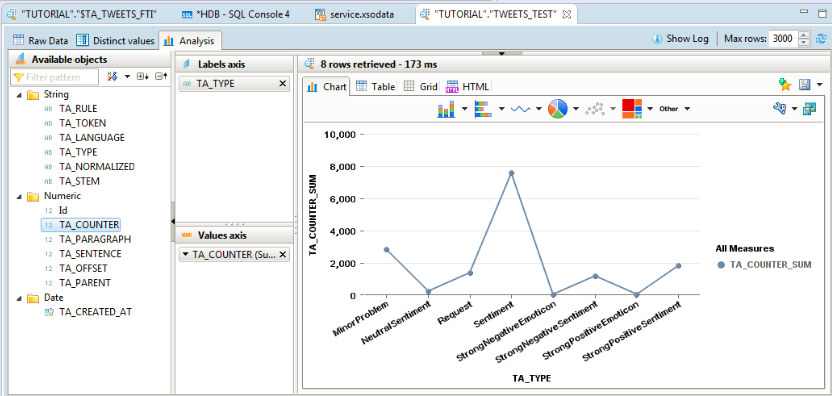 "TUTORIAL"."$TA_TWEETS_FTI" *HDB - SQL Console 4 service.xsodata "TUTORIAL"."TWEETS_TEST"
Raw Data Distinct values Analysis Show Log Max rows: 3000
Available objects
Filter pattern
String
TA_RULE
TA_TOKEN
TA_LANGUAGE
TA_TYPE
TA_NORMALIZED
TA_STEM
Numeric
Id
TA_COUNTER
TA_PARAGRAPH
TA_SENTENCE
TA_OFFSET
TA_PARENT
Date
TA_CREATED_AT
Labels axis
TA_TYPE
Values axis
TA_COUNTER (Su...
8 rows retrieved - 173 ms
Chart Table Grid HTML
Other
TA_COUNTER_SUM
10,000
8,000
6,000
4,000
2,000
0
MinorProblem
NeutralSentiment
Request
Sentiment
StrongNegativeEmoticon
StrongNegativeSentiment
StrongPositiveEmoticon
StrongPositiveSentiment
TA_TYPE
All Measures
TA_COUNTER_SUM